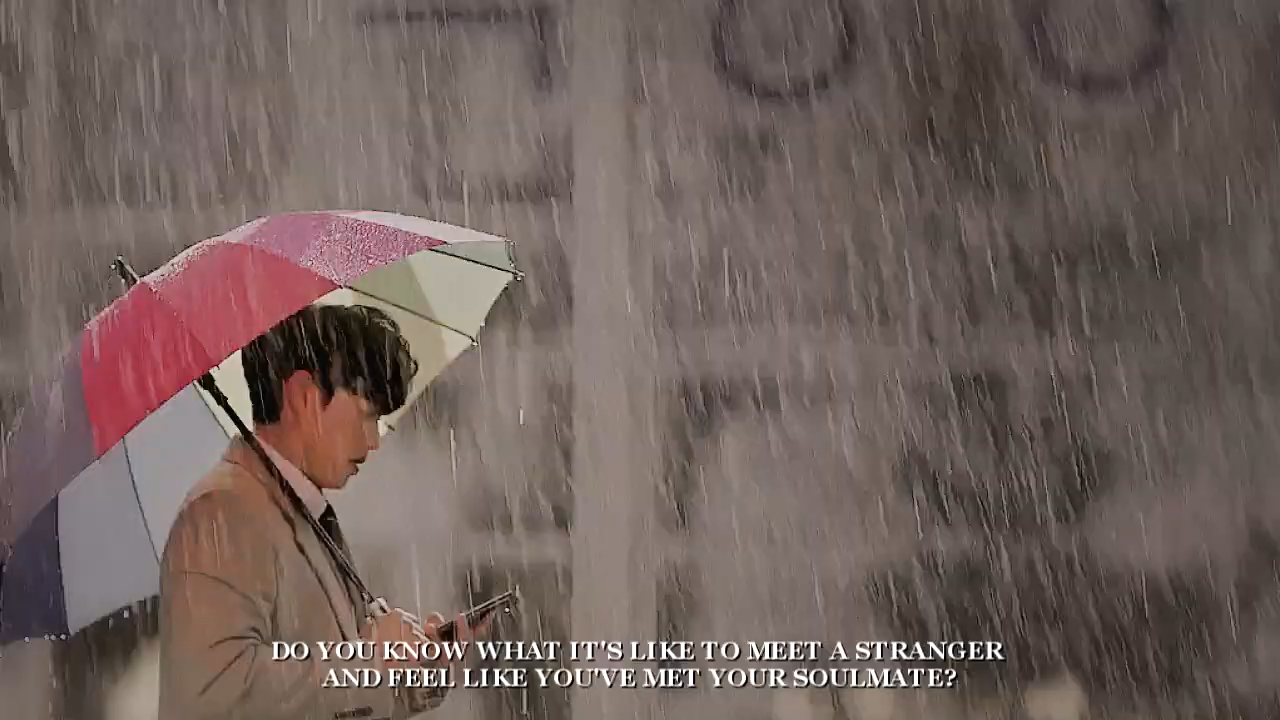 DO YOU KNOW WHAT IT'S LIKE TO MEET A STRANGER
AND FEEL LIKE YOU'VE MET YOUR SOULMATE?